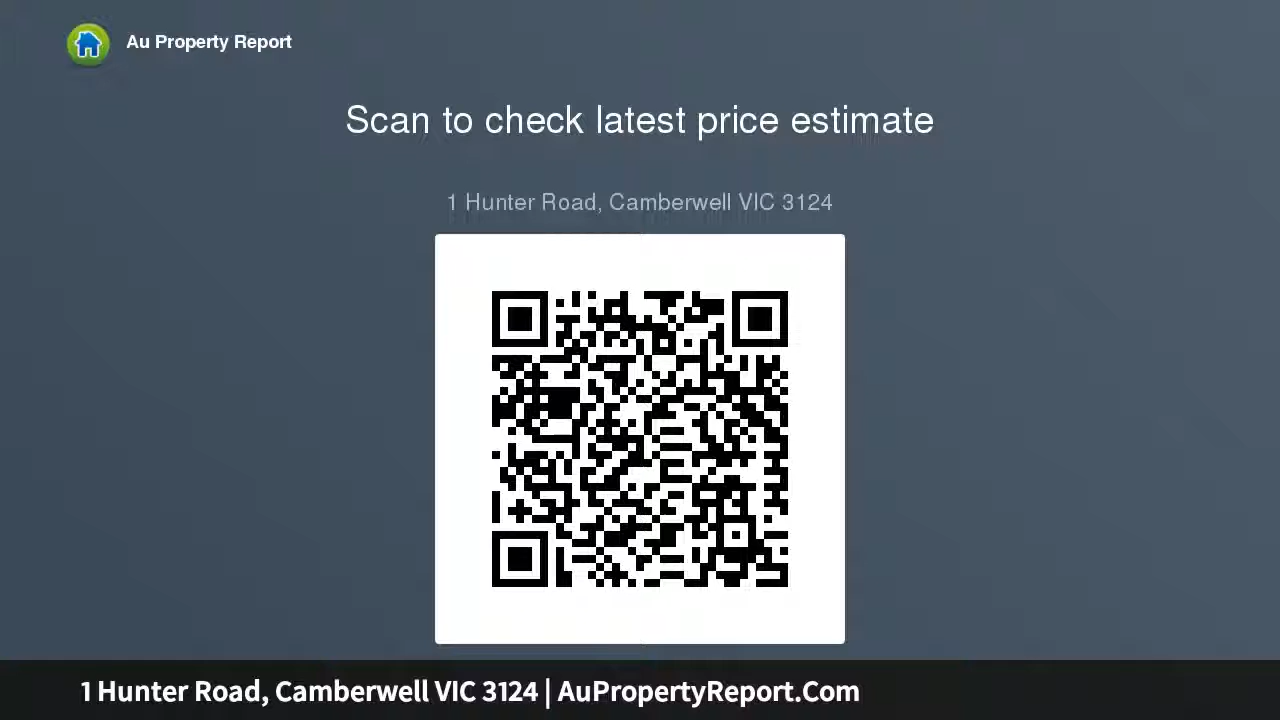 Au Property Report
Scan to check latest price estimate
1 Hunter Road, Camberwell VIC 3124
1 Hunter Road, Camberwell VIC 3124 | AuPropertyReport.Com